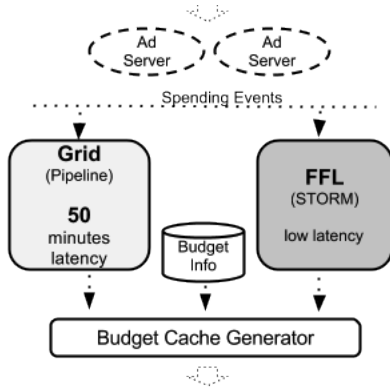 Ad
Server
Ad
Server
Spending Events
Grid
(Pipeline)
50
minutes
latency
Budget
Info
FFL
(STORM)
low latency
Budget Cache Generator